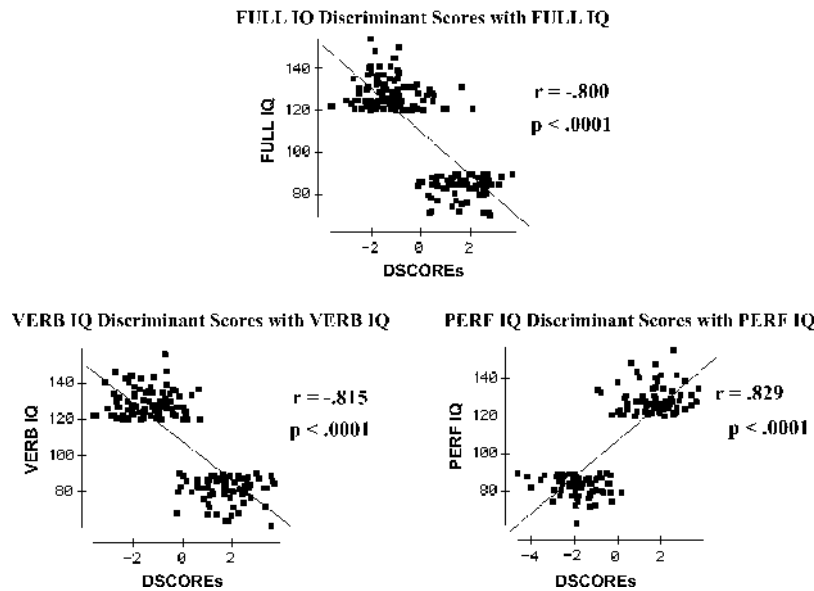 FULL IQ Discriminant Scores with FULL IQ
140
120
100
80
FULL IQ
r = -.800
p < .0001
-2 0 2
DSCOREs
VERB IQ Discriminant Scores with VERB IQ
140
120
100
80
VERB IQ
r = -.815
p < .0001
-2 0 2
DSCOREs
PERF IQ Discriminant Scores with PERF IQ
140
120
100
80
PERF IQ
r = .829
p < .0001
-4 -2 0 2
DSCOREs